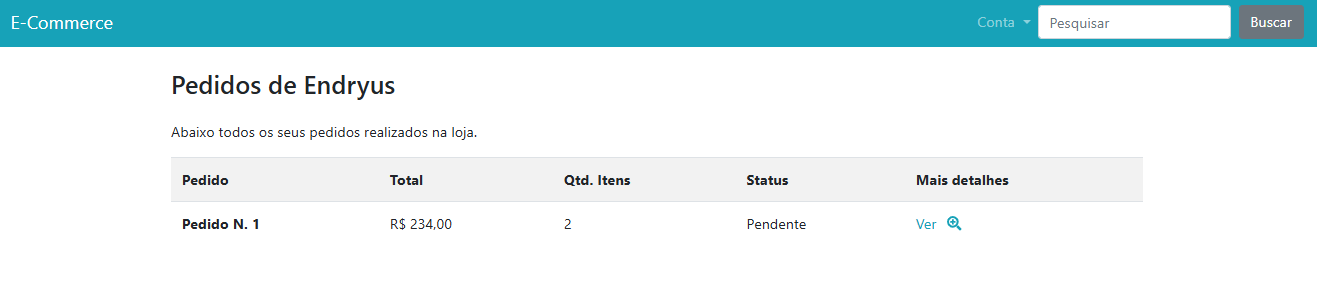 E-Commerce Conta Pesquisar Buscar
Pedidos de Endryus
Abaixo todos os seus pedidos realizados na loja.
Pedido Total Qtd. Itens Status Mais detalhes
Pedido N. 1 R$ 234,00 2 Pendente Ver